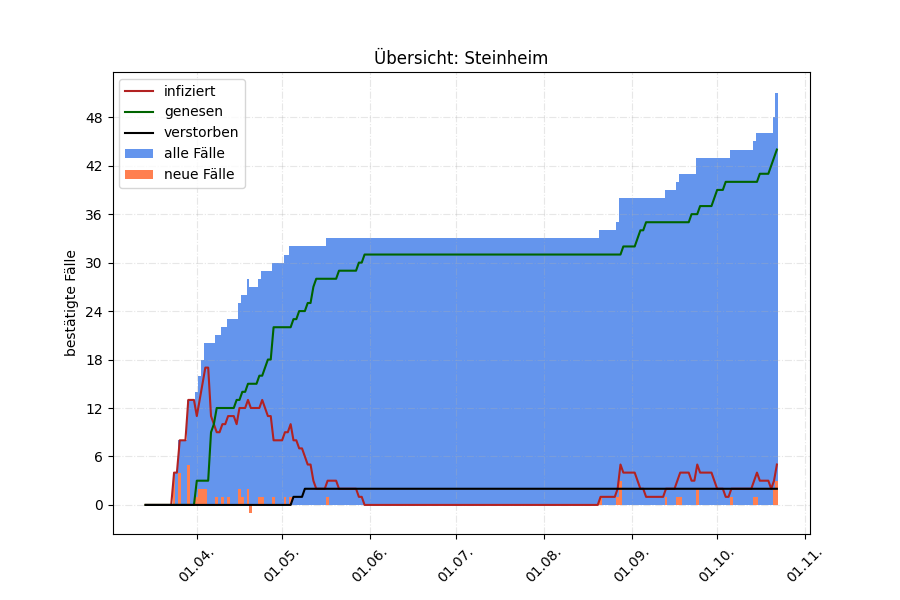 Übersicht: Steinheim
infiziert
genesen
verstorben
alle Fälle
neue Fälle
bestätigte Fälle
48
42
36
30
24
18
12
6
0
01.04.
01.05.
01.06.
01.07.
01.08.
01.09.
01.10.
01.11.